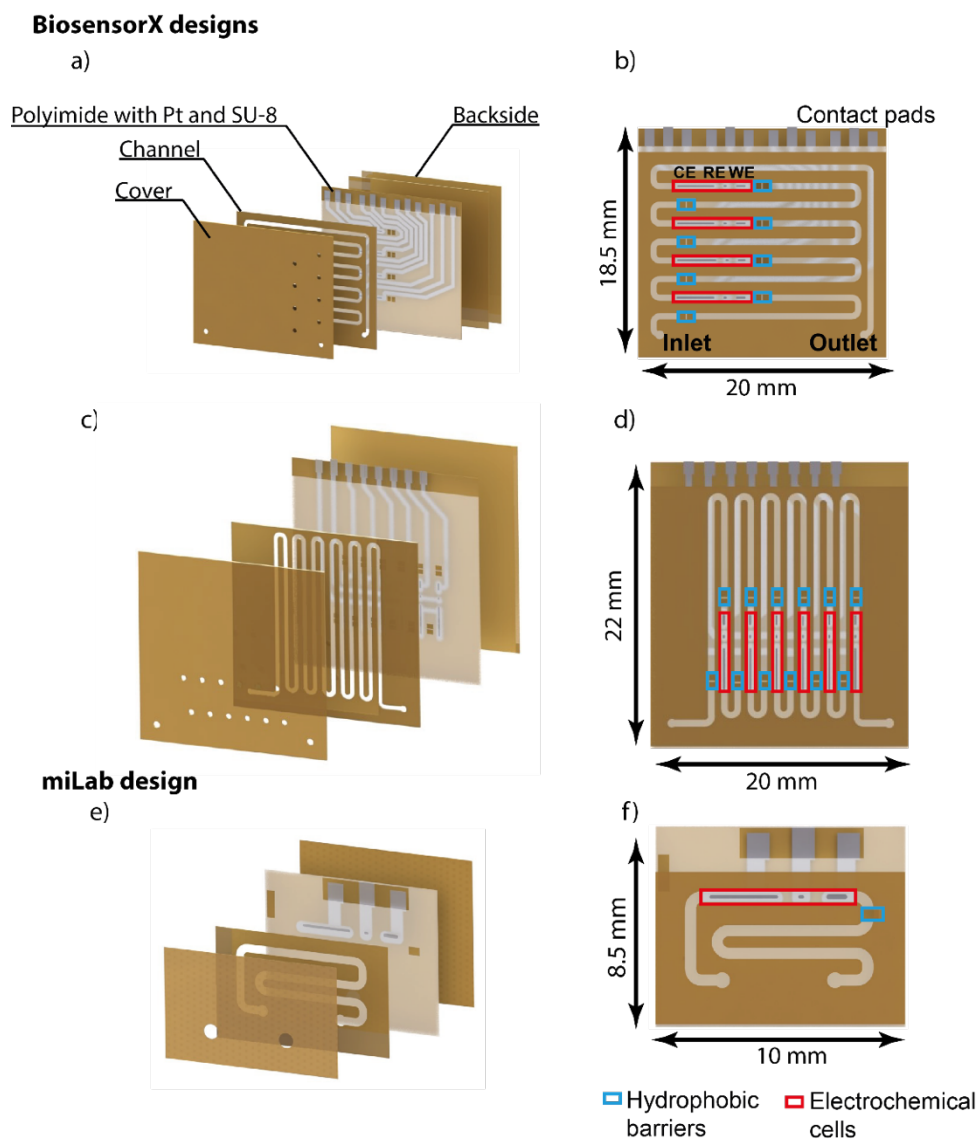 BiosensorX designs
a)
b)
Polyimide with Pt and SU-8
Backside
Contact pads
Channel
Cover
CE RE WE
18.5 mm
Inlet
Outlet
20 mm
c)
d)
22 mm
20 mm
miLab design
e)
f)
8.5 mm
10 mm
Hydrophobic
barriers
Electrochemical
cells